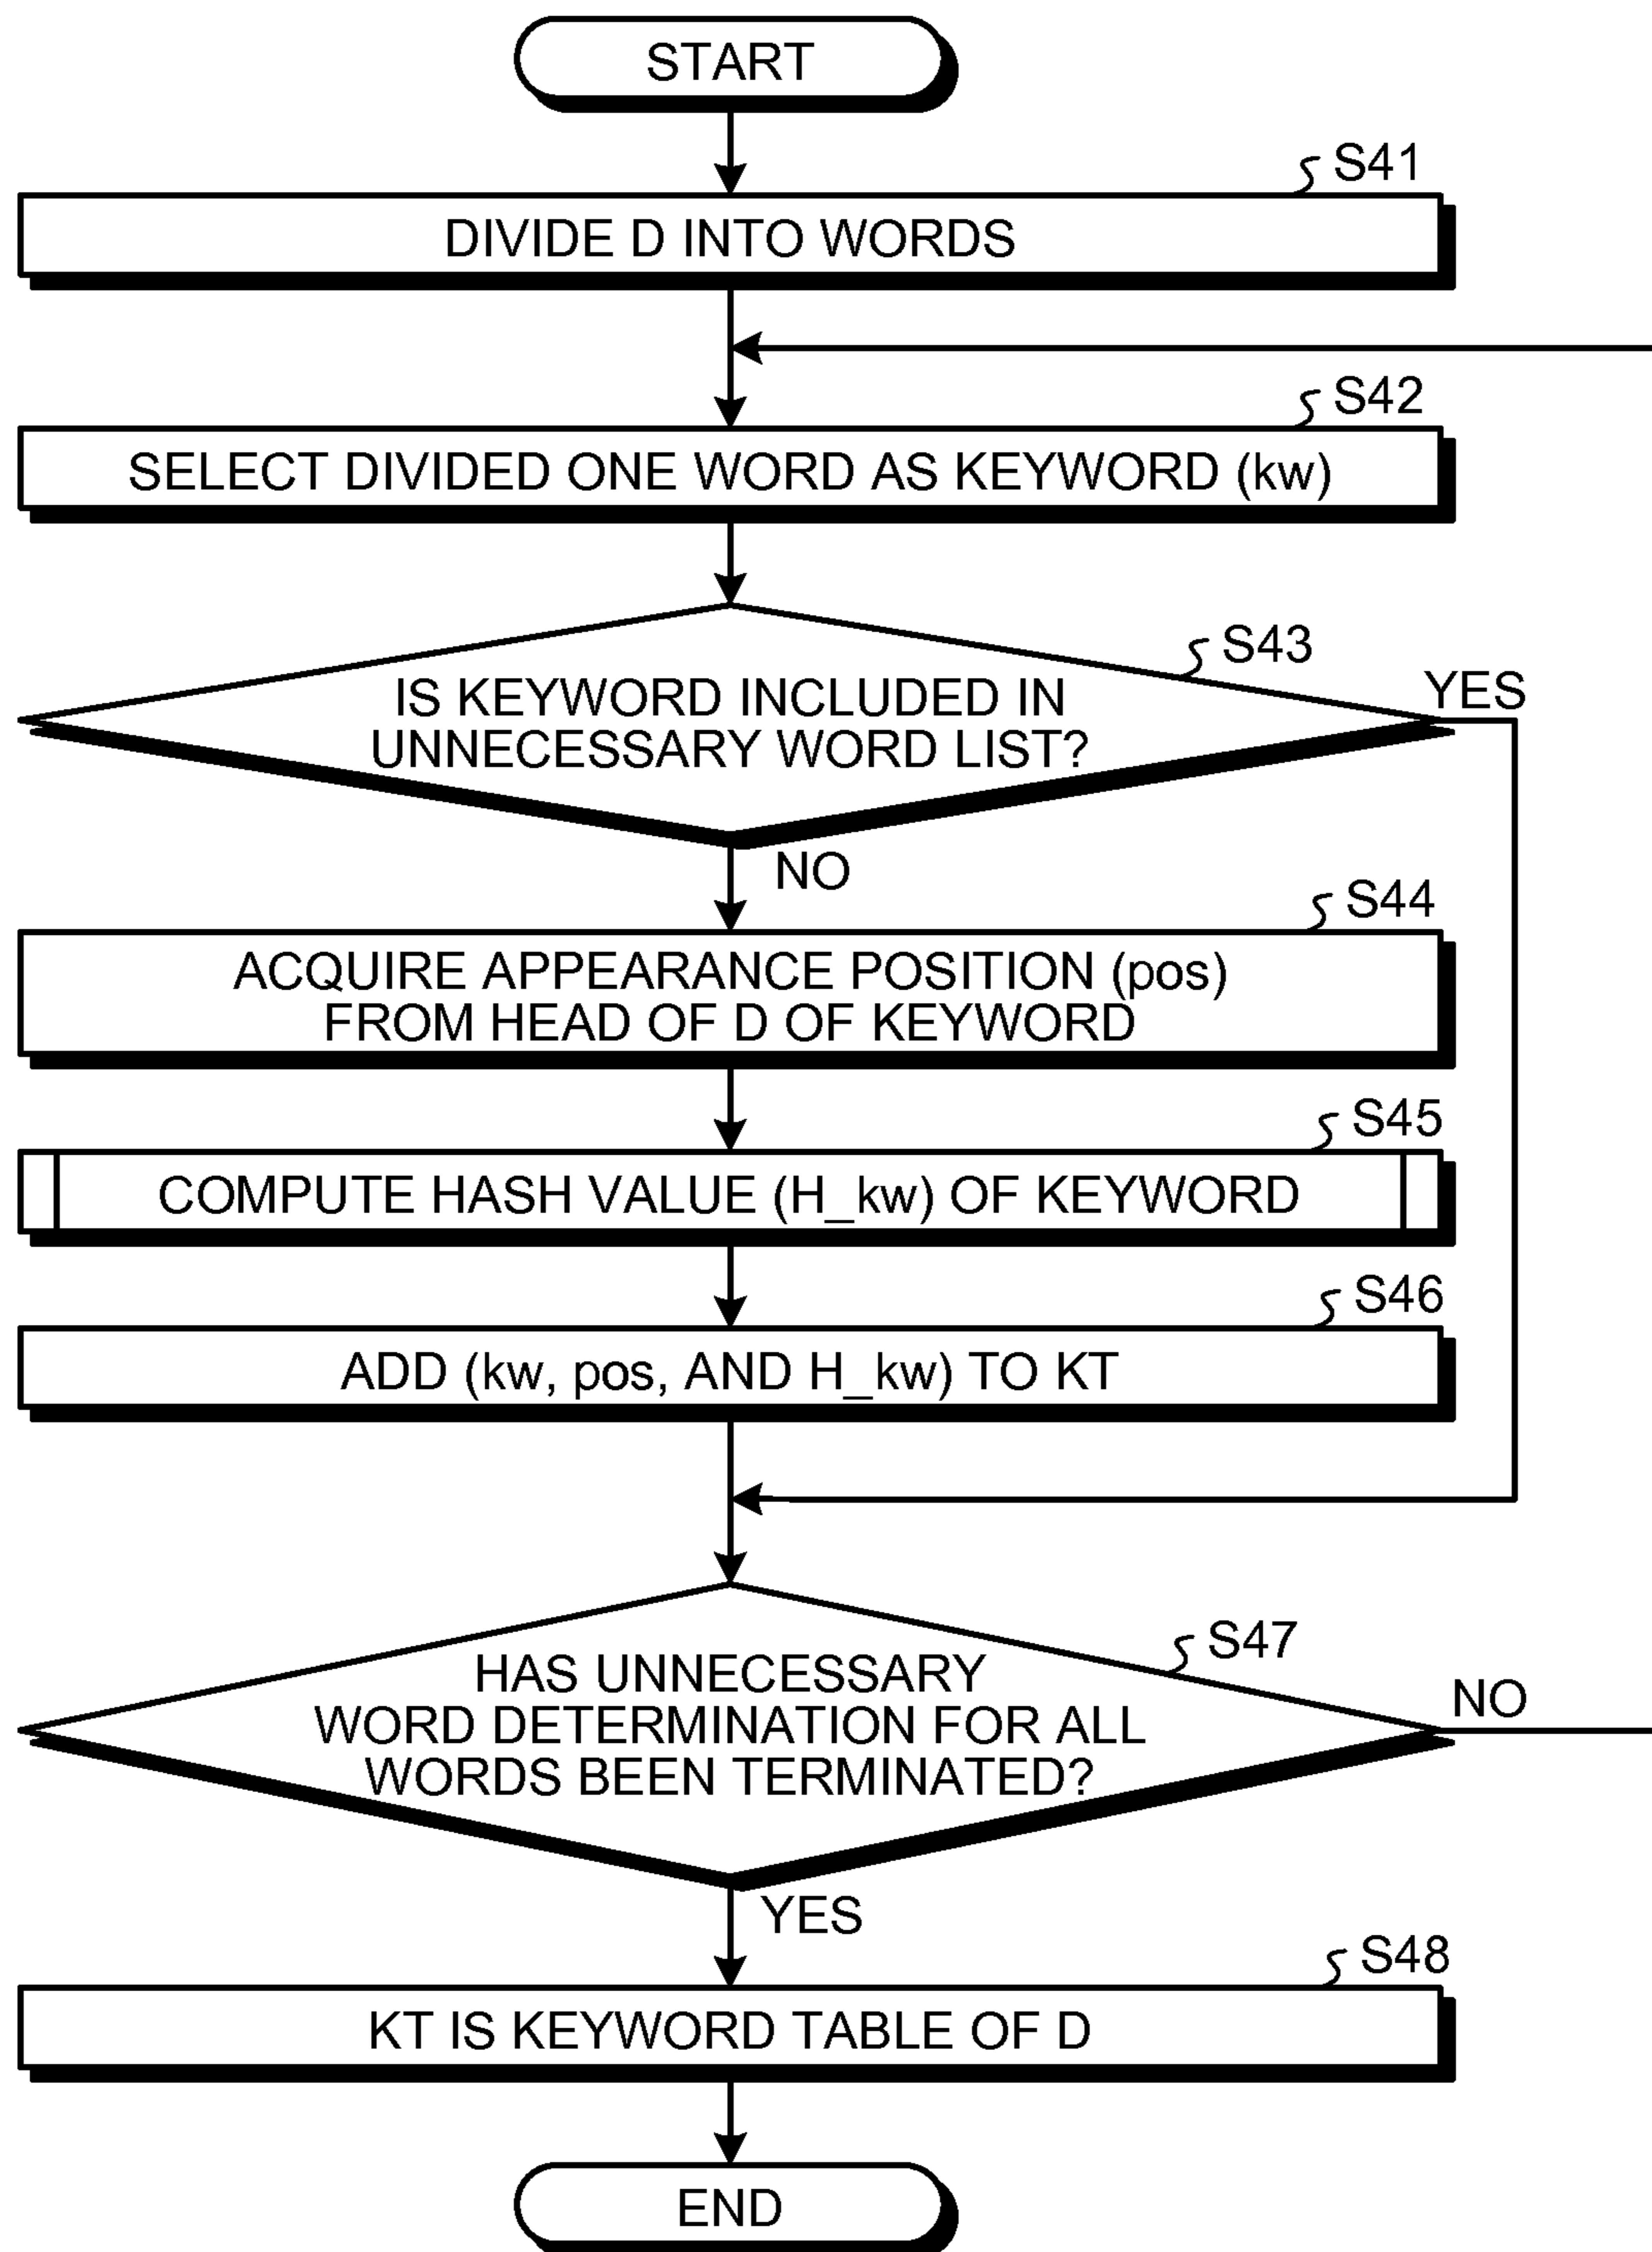 START
S41
DIVIDE D INTO WORDS
S42
SELECT DIVIDED ONE WORD AS KEYWORD (kw)
S43
IS KEYWORD INCLUDED IN
UNNECESSARY WORD LIST?
YES
NO
S44
ACQUIRE APPEARANCE POSITION (pos)
FROM HEAD OF D OF KEYWORD
S45
COMPUTE HASH VALUE (H_kw) OF KEYWORD
S46
ADD (kw, pos, AND H_kw) TO KT
S47
HAS UNNECESSARY
WORD DETERMINATION FOR ALL
WORDS BEEN TERMINATED?
NO
YES
S48
KT IS KEYWORD TABLE OF D
END